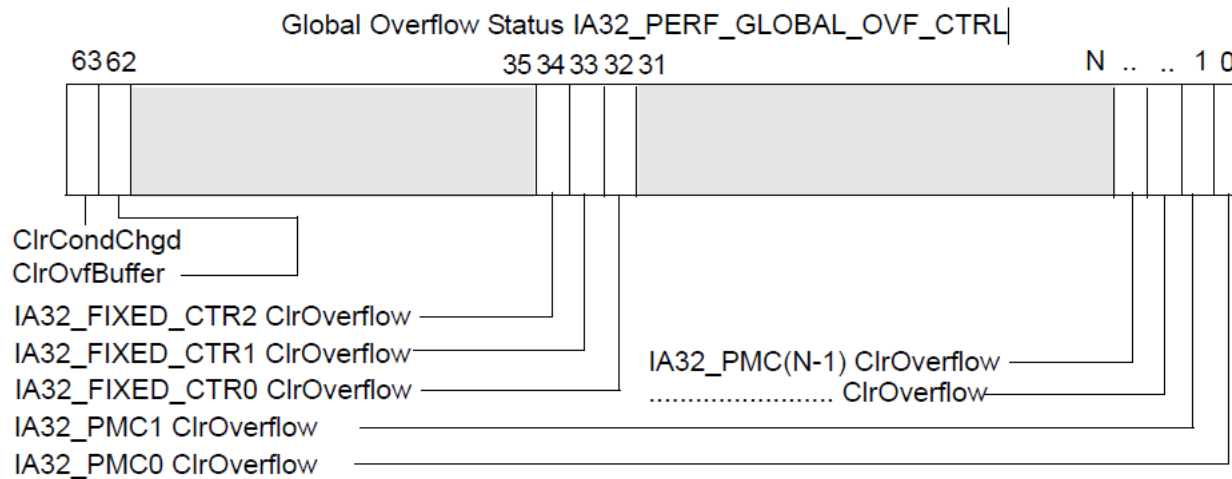 Global Overflow Status IA32_PERF_GLOBAL_OVF_CTRL
63 62 35 34 33 32 31 N .. .. 1 0
ClrCondChgd
ClrOvfBuffer
IA32_FIXED_CTR2 ClrOverflow
IA32_FIXED_CTR1 ClrOverflow
IA32_PMC(N-1) ClrOverflow
IA32_FIXED_CTR0 ClrOverflow
........................ ClrOverflow
IA32_PMC1 ClrOverflow
IA32_PMC0 ClrOverflow